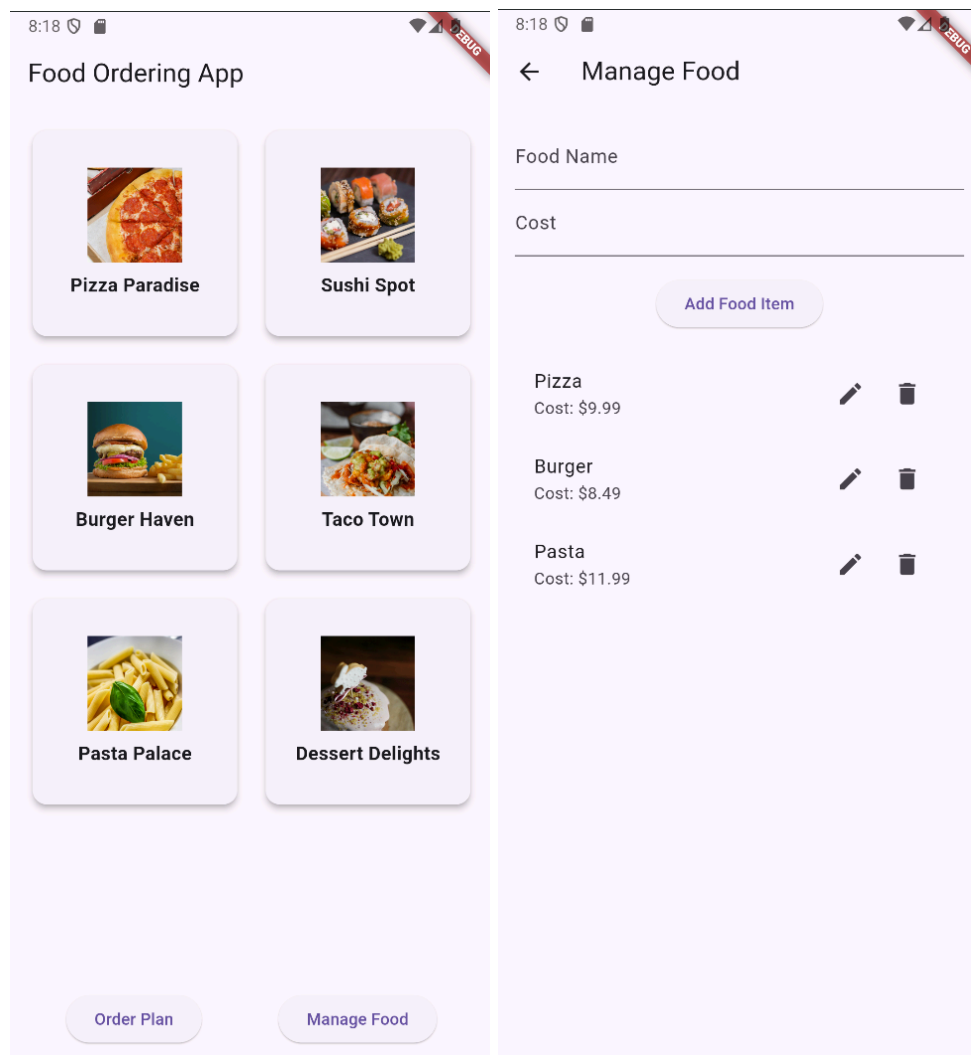 8:18
DEBUG
Food Ordering App
Pizza Paradise
Sushi Spot
Burger Haven
Taco Town
Pasta Palace
Dessert Delights
Order Plan
Manage Food
8:18
DEBUG
Manage Food
Food Name
Cost
Add Food Item
Pizza
Cost: $9.99
Burger
Cost: $8.49
Pasta
Cost: $11.99